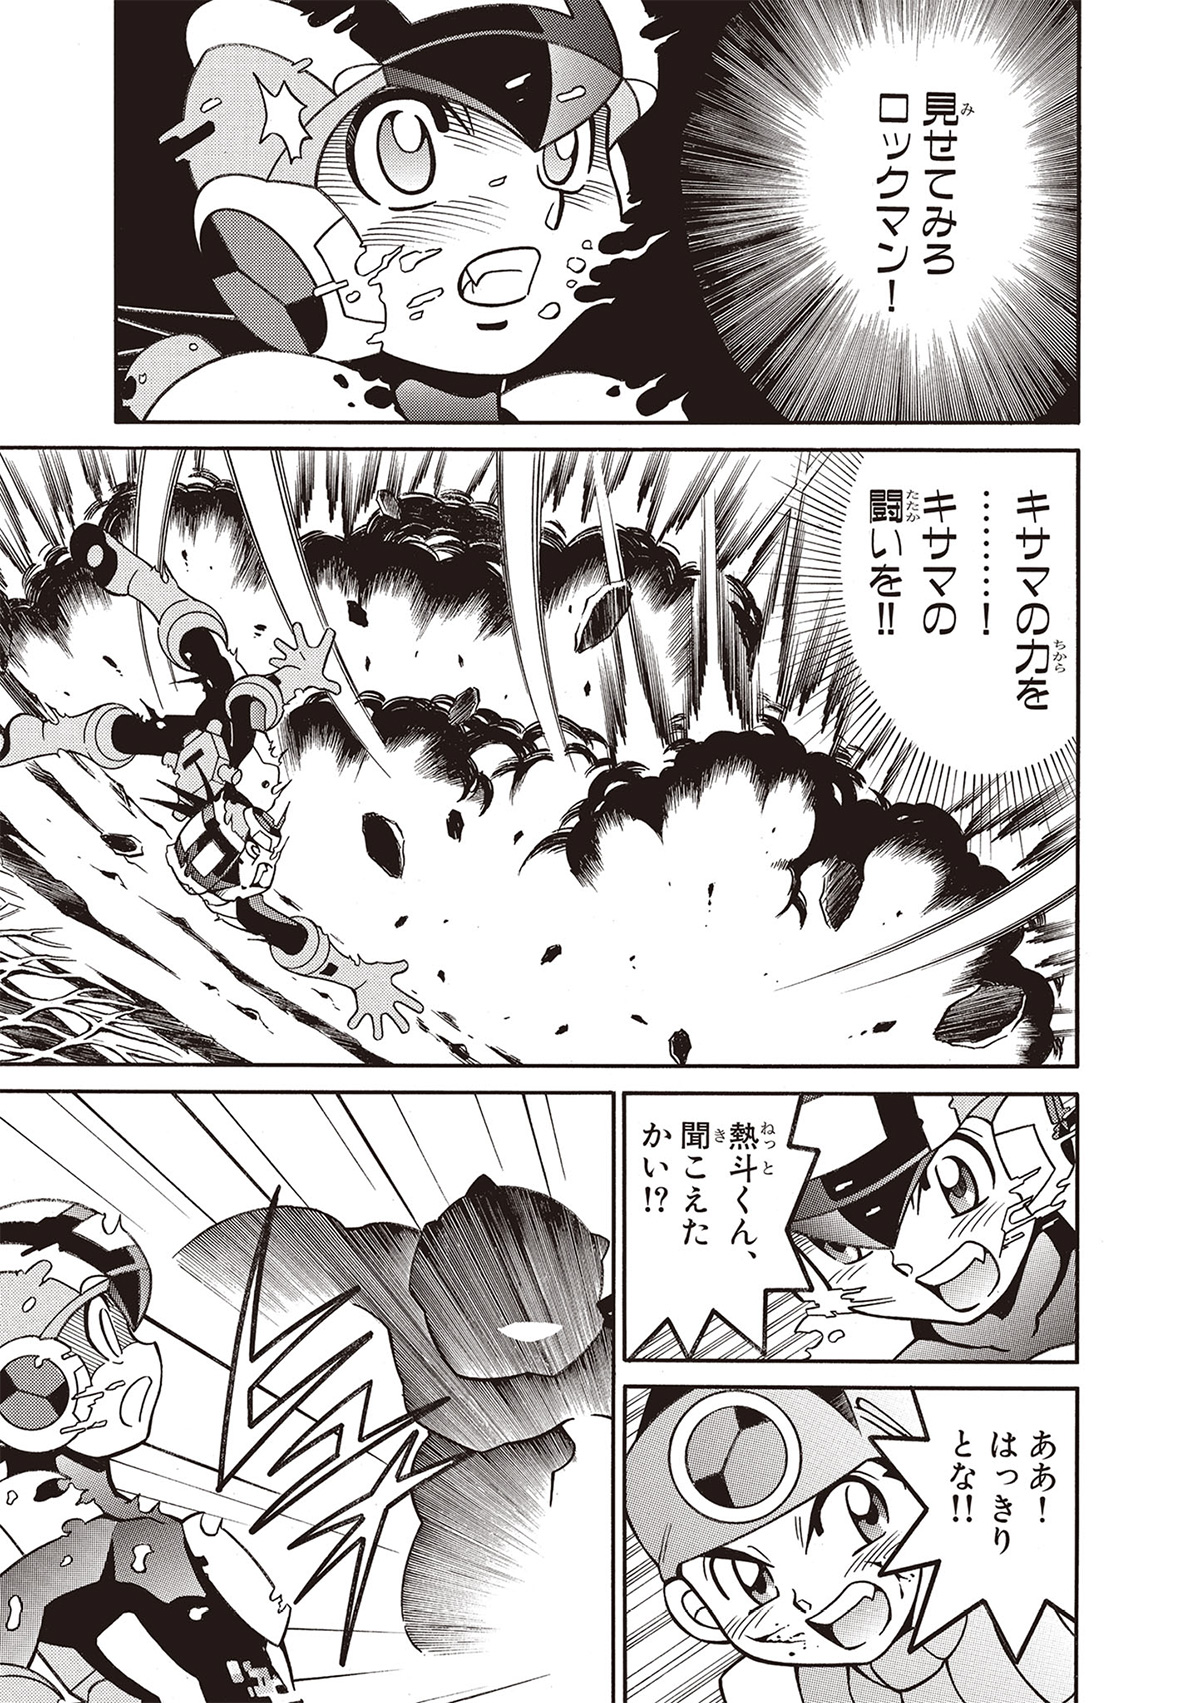 見せてみろ
ロックマン！
キサマの力を
…………！
キサマの
闘いを!!
熱斗くん、
聞こえた
かい!?
ああ！
はっきり
とな!!